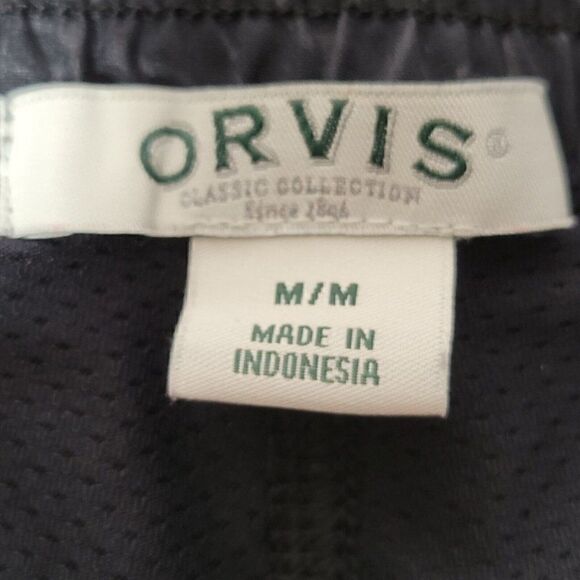 ORVIS®
CLASSIC COLLECTION
Since 1856
M/M
MADE IN
INDONESIA